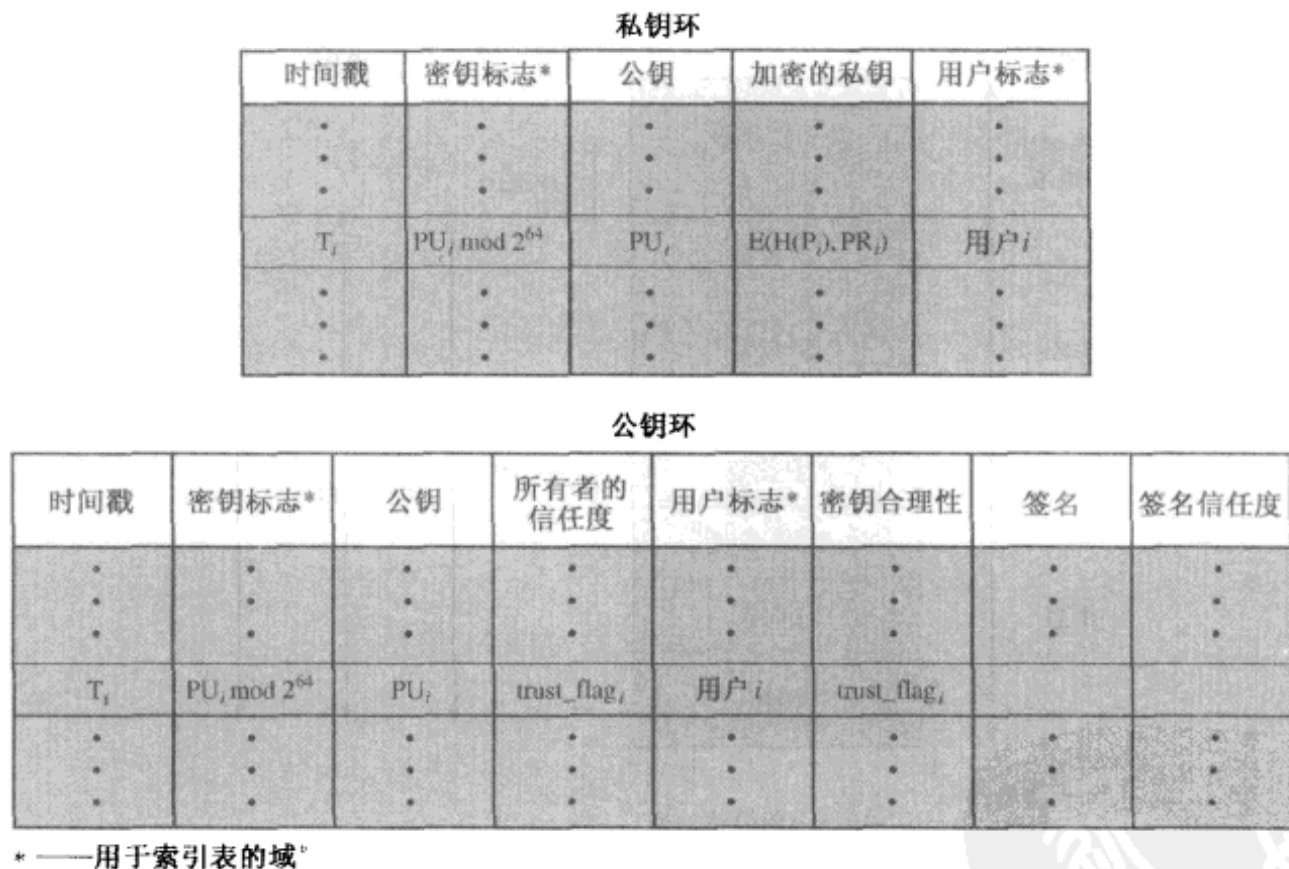 私钥环
时间戳 密钥标志* 公钥 加密的私钥 用户标志*
Tᵢ PUᵢ mod 2⁶⁴ PUᵢ E(H(Pᵢ), PRᵢ) 用户 i
公钥环
时间戳 密钥标志* 公钥 所有者的信任度 用户标志* 密钥合理性 签名 签名信任度
Tᵢ PUᵢ mod 2⁶⁴ PUᵢ trust_flagᵢ 用户 i trust_flagᵢ
* ——用于索引表的域